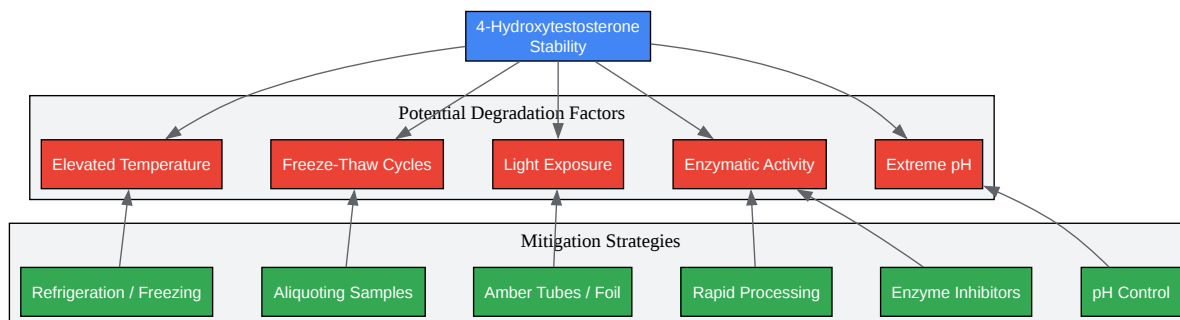 4-Hydroxytestosterone
Stability
Potential Degradation Factors
Elevated Temperature
Freeze-Thaw Cycles
Light Exposure
Enzymatic Activity
Extreme pH
Mitigation Strategies
Refrigeration / Freezing
Aliquoting Samples
Amber Tubes / Foil
Rapid Processing
Enzyme Inhibitors
pH Control